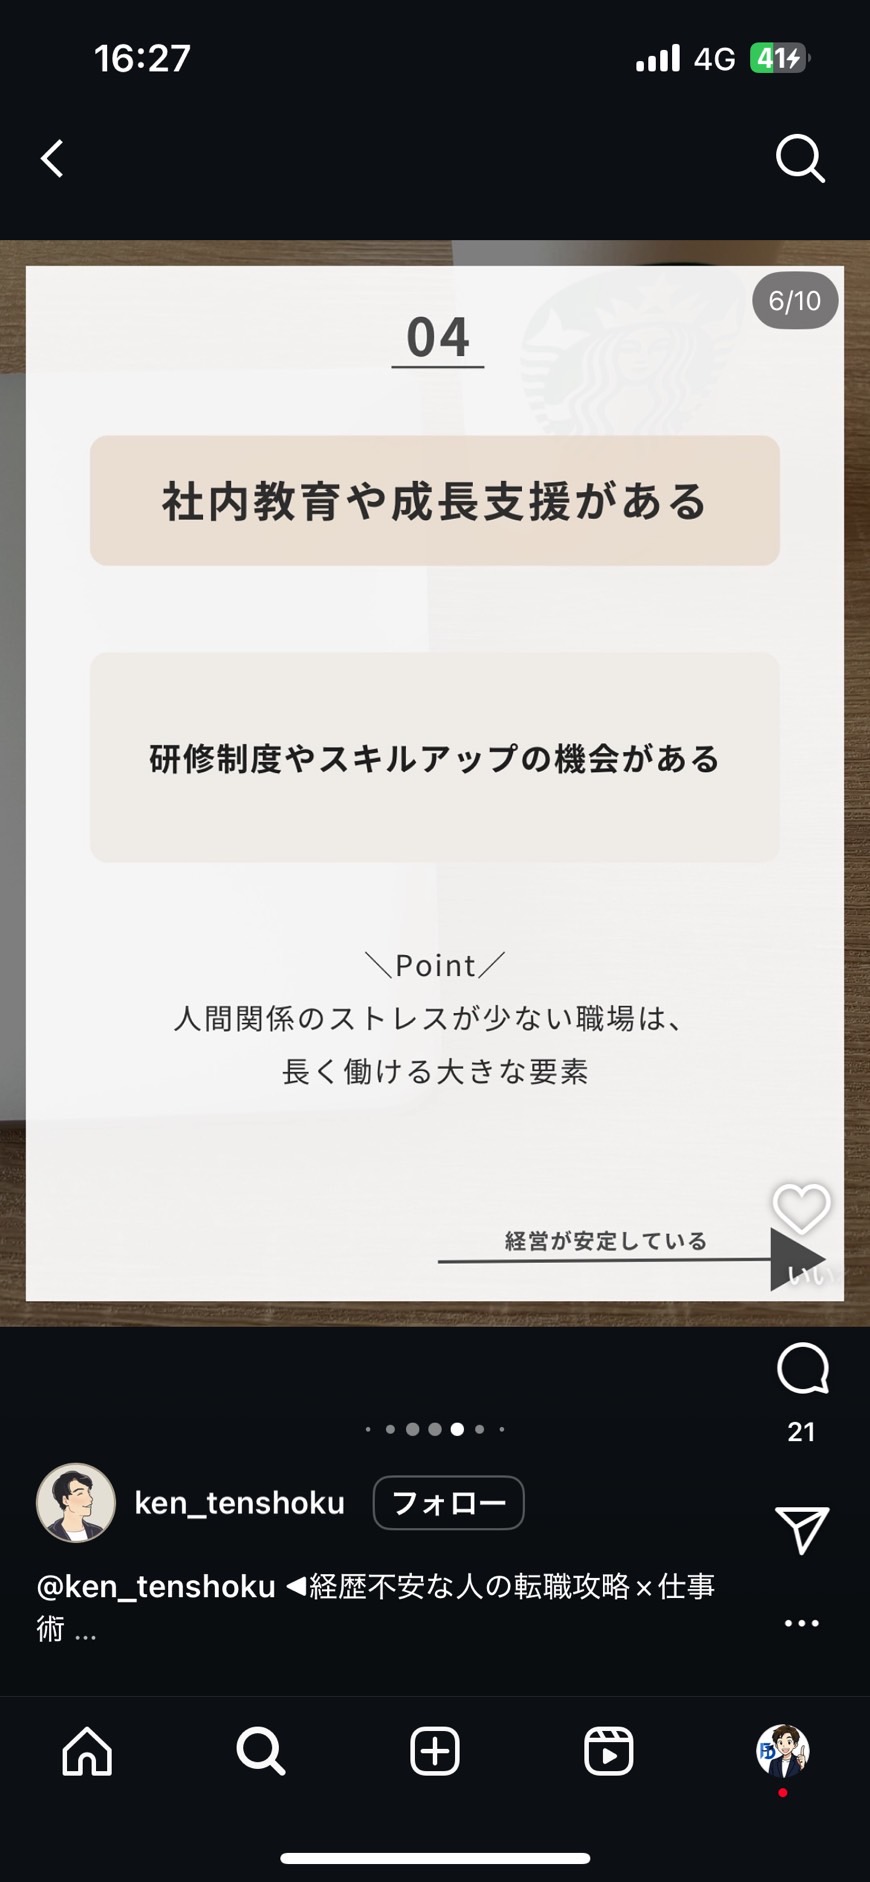 16:27
4G
41
6/10
04
社内教育や成長支援がある
研修制度やスキルアップの機会がある
＼Point／
人間関係のストレスが少ない職場は、
長く働ける大きな要素
経営が安定している
いい
21
ken_tenshoku
フォロー
@ken_tenshoku ◀経歴不安な人の転職攻略×仕事
術 ...